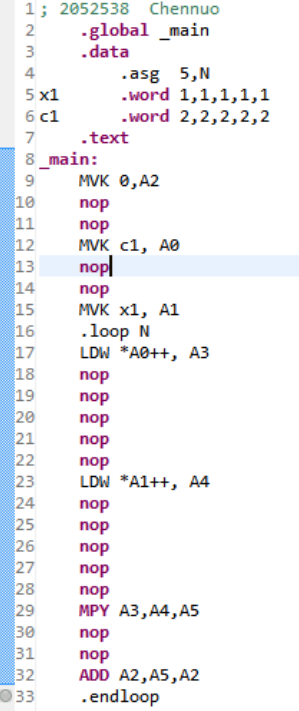 1; 2052538  Chennuo
2     .global _main
3     .data
4         .asg  5,N
5 x1      .word 1,1,1,1,1
6 c1      .word 2,2,2,2,2
7     .text
8 _main:
9     MVK 0,A2
10     nop
11     nop
12     MVK c1, A0
13     nop
14     nop
15     MVK x1, A1
16     .loop N
17     LDW *A0++, A3
18     nop
19     nop
20     nop
21     nop
22     nop
23     LDW *A1++, A4
24     nop
25     nop
26     nop
27     nop
28     nop
29     MPY A3,A4,A5
30     nop
31     nop
32     ADD A2,A5,A2
33     .endloop